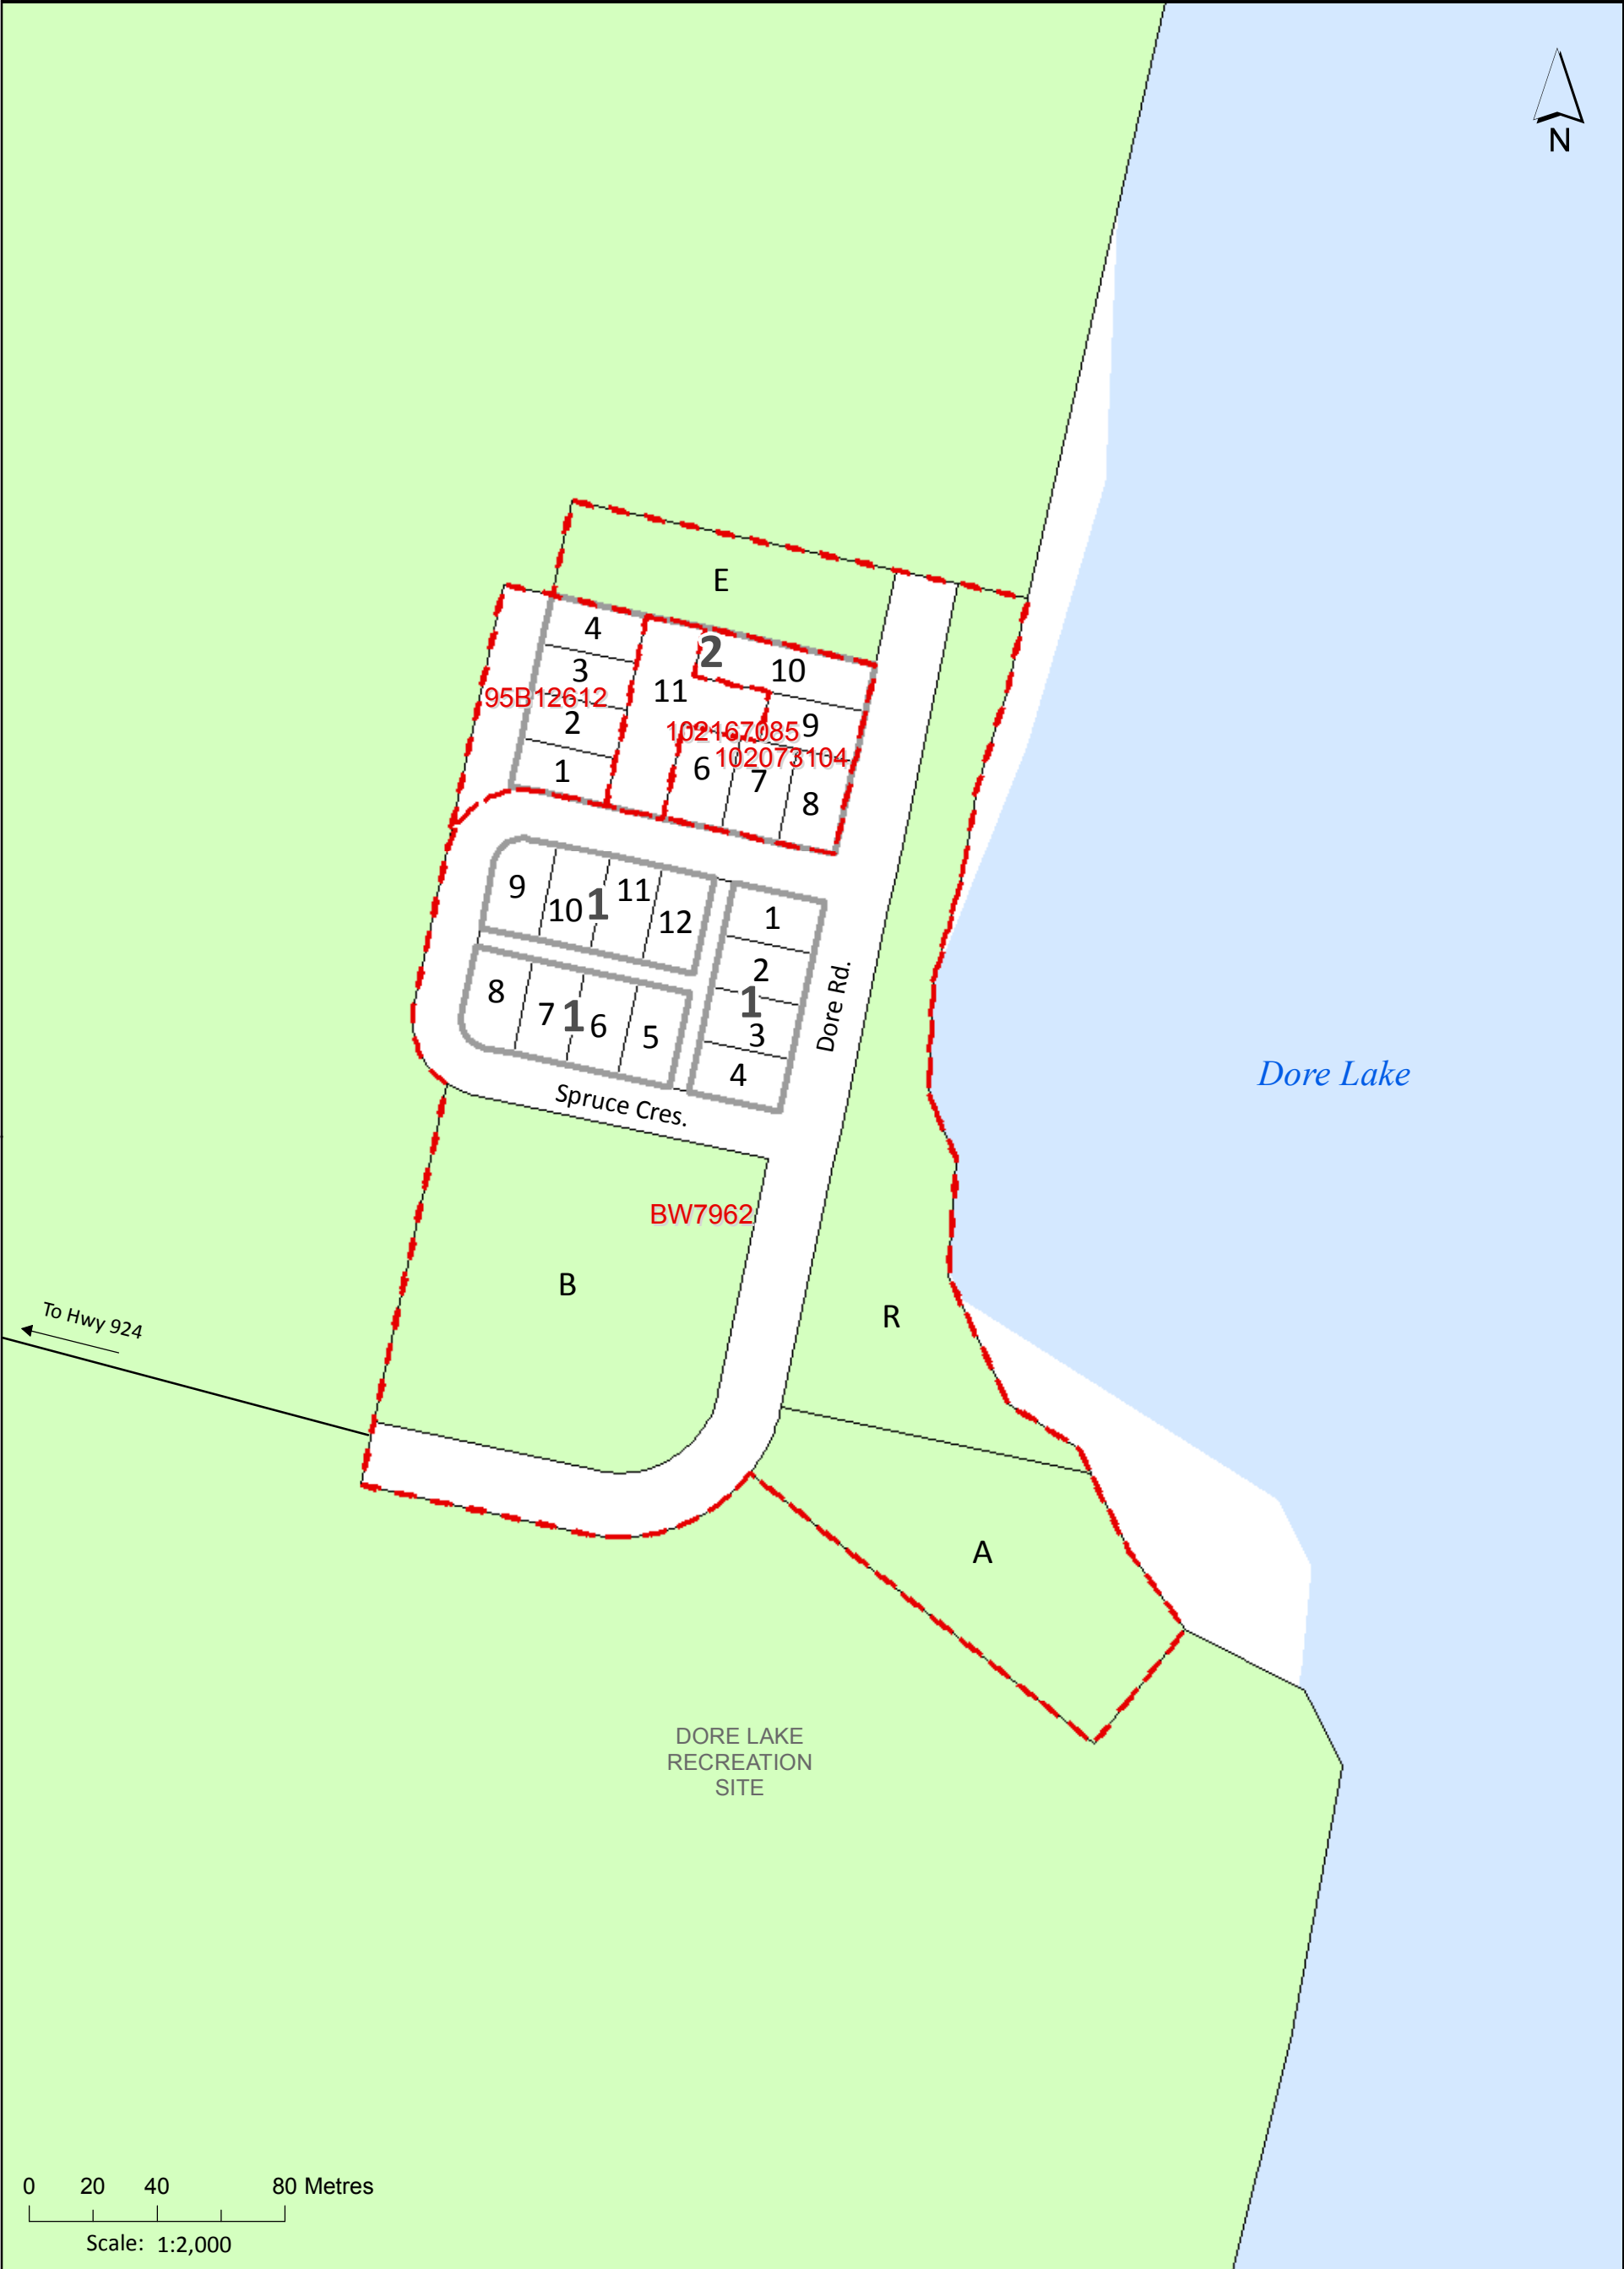 N
E
4
2
10
3
11
95B12612
2
9
102167085
102073104
6
1
7
8
9
11
10
1
12
1
2
8
1
7
1
6
3
5
4
Dore Rd.
Dore Lake
Spruce Cres.
BW7962
B
R
To Hwy 924
A
DORE LAKE
RECREATION
SITE
0 20 40 80 Metres
Scale: 1:2,000